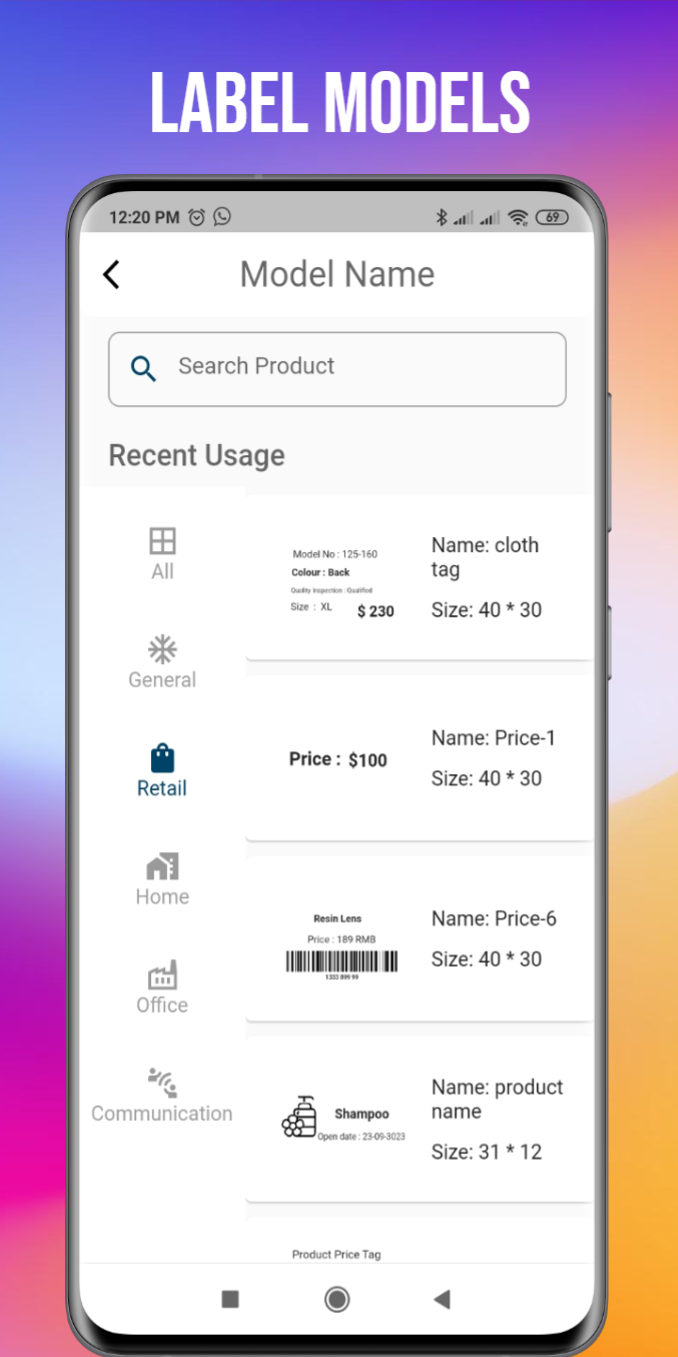 LABEL MODELS
12:20 PM
69
Model Name
Search Product
Recent Usage
All
General
Retail
Home
Office
Communication
Model No : 125-160
Colour : Back
Quality Inspection : Qualified
Size : XL
$ 230
Name: cloth
tag
Size: 40 * 30
Price : $100
Name: Price-1
Size: 40 * 30
Resin Lens
Price : 189 RMB
Name: Price-6
Size: 40 * 30
Shampoo
Open date : 23-09-3023
Name: product
name
Size: 31 * 12
Product Price Tag